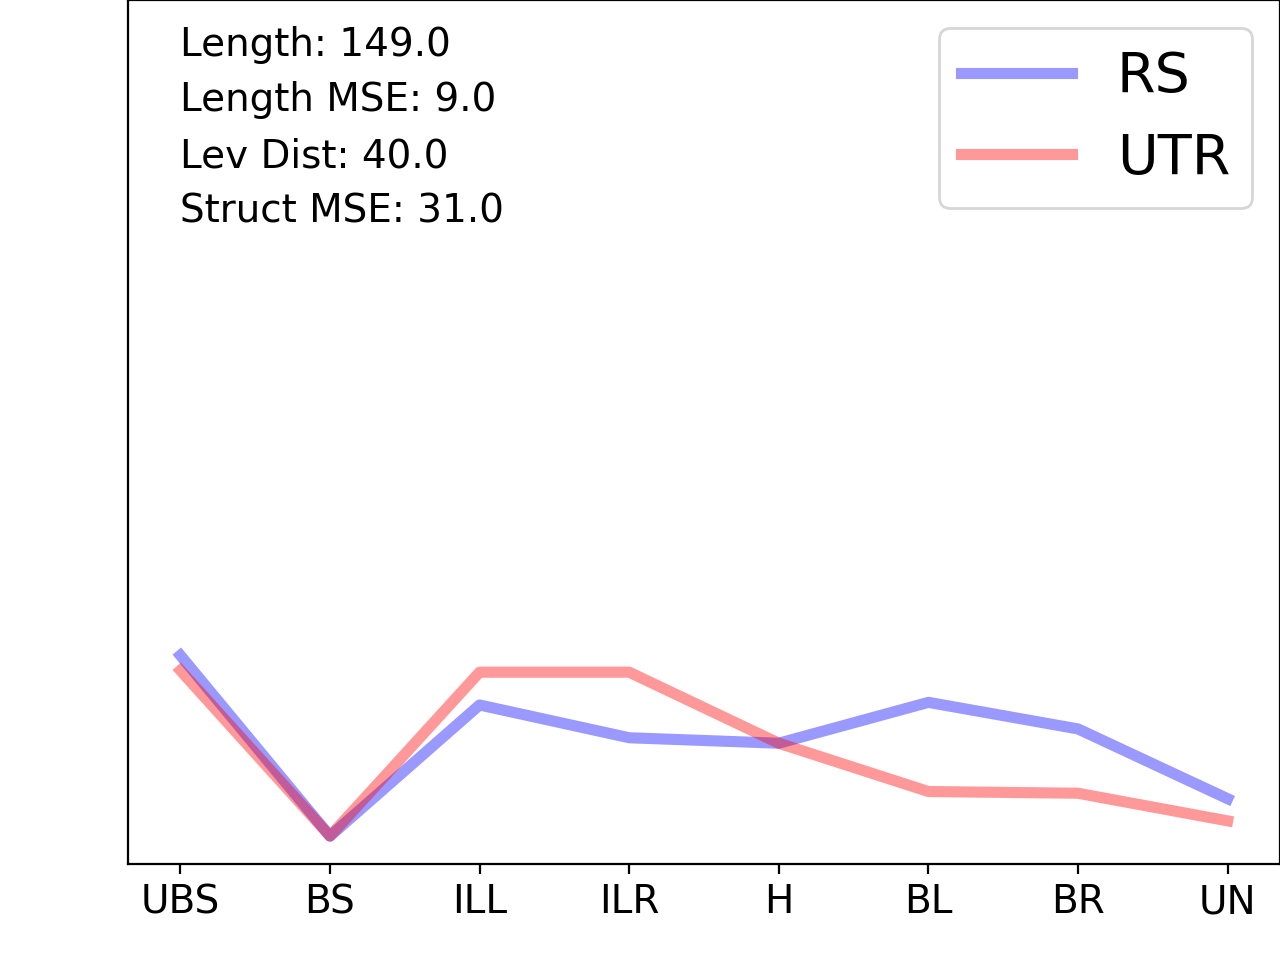 Length: 149.0
Length MSE: 9.0
Lev Dist: 40.0
Struct MSE: 31.0
RS
UTR
UBS BS ILL ILR H BL BR UN